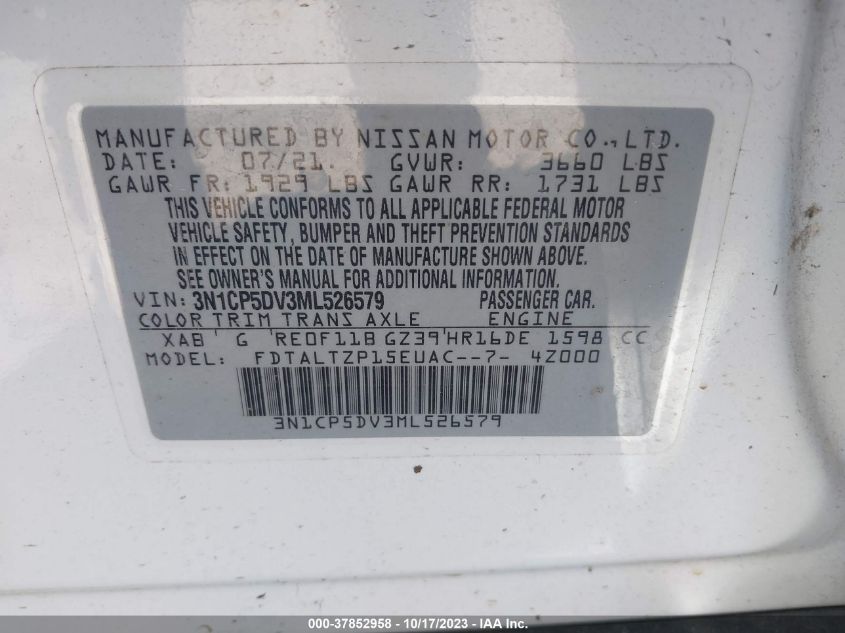 MANUFACTURED BY NISSAN MOTOR CO., LTD.
DATE: 07/21. GVWR: 3660 LBS
GAWR FR: 1929 LBS GAWR RR: 1731 LBS
THIS VEHICLE CONFORMS TO ALL APPLICABLE FEDERAL MOTOR
VEHICLE SAFETY, BUMPER AND THEFT PREVENTION STANDARDS
IN EFFECT ON THE DATE OF MANUFACTURE SHOWN ABOVE.
SEE OWNER'S MANUAL FOR ADDITIONAL INFORMATION.
VIN: 3N1CP5DV3ML526579 PASSENGER CAR.
COLOR TRIM TRANS AXLE ENGINE
XAB ' G 'RE0F11B GZ39'HR16DE 1598 CC
MODEL: FDTALTZP15EUAC--7- 4Z000
3N1CP5DV3ML526579
000-37852958 - 10/17/2023 - IAAI Inc.